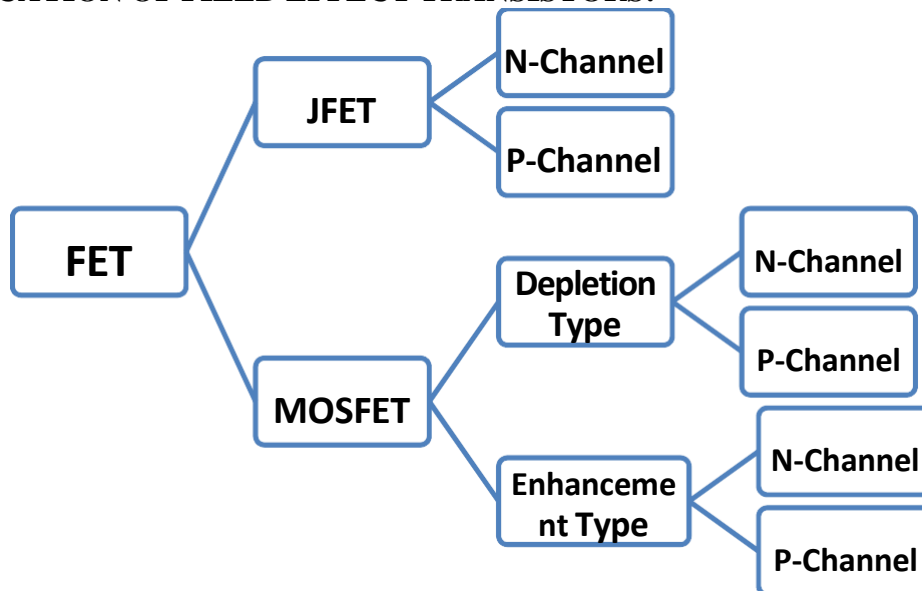 N-Channel
JFET
P-Channel
FET
N-Channel
Depletion
Type
P-Channel
MOSFET
N-Channel
Enhanceme
nt Type
P-Channel